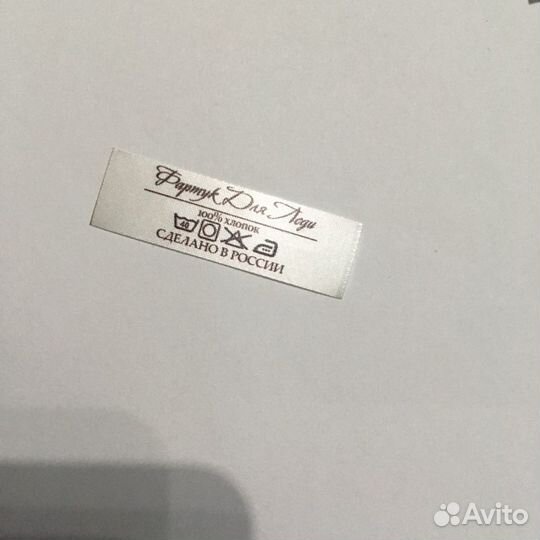 Фартук Для Леди
100% ХЛОПОК
40
СДЕЛАНО В РОССИИ
Avito